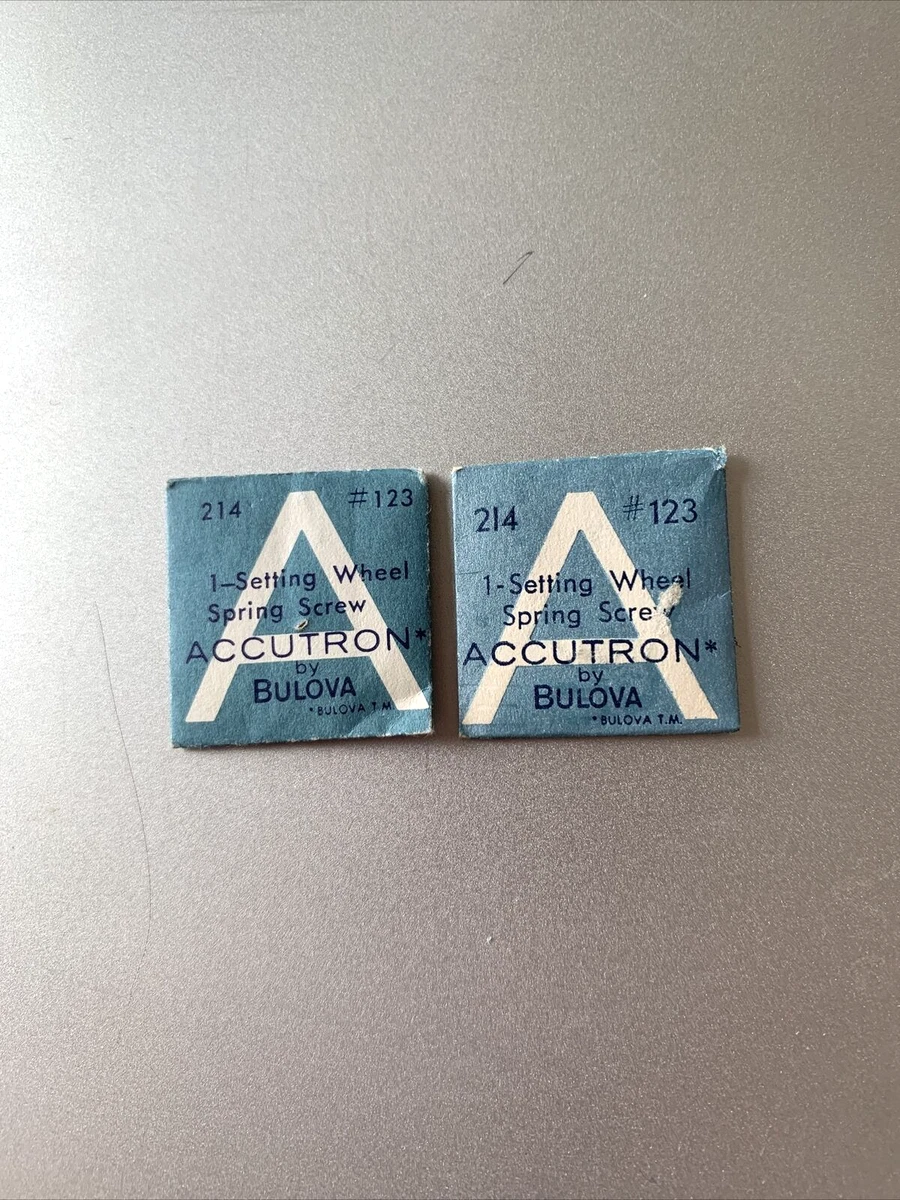 214 #123
1–Setting Wheel
Spring Screw
ACCUTRON*
by
BULOVA
*BULOVA T.M.
214 #123
1-Setting Wheel
Spring Screw
ACCUTRON*
by
BULOVA
*BULOVA T.M.